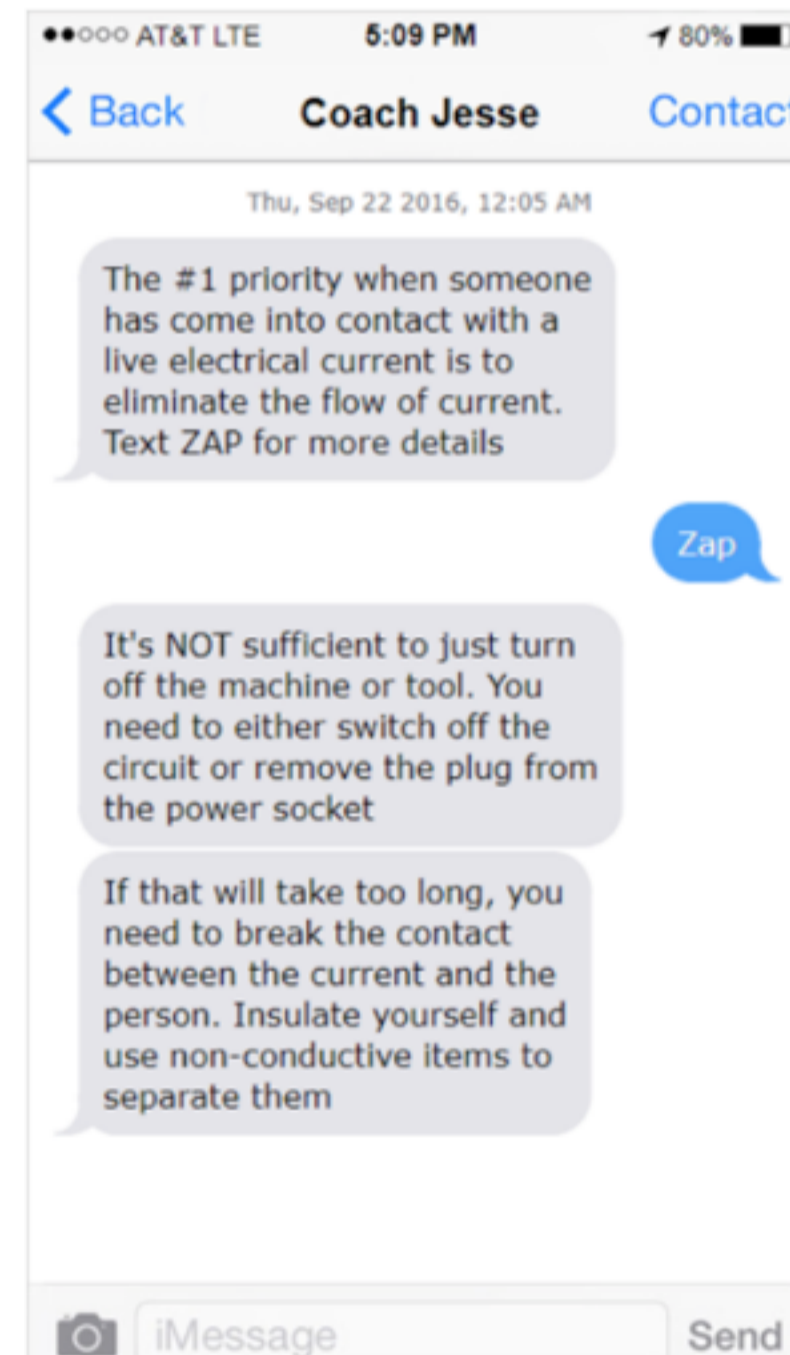 ●●○○○ AT&T LTE 5:09 PM 80%
Back Coach Jesse Contact
Thu, Sep 22 2016, 12:05 AM
The #1 priority when someone
has come into contact with a
live electrical current is to
eliminate the flow of current.
Text ZAP for more details
Zap
It's NOT sufficient to just turn
off the machine or tool. You
need to either switch off the
circuit or remove the plug from
the power socket
If that will take too long, you
need to break the contact
between the current and the
person. Insulate yourself and
use non-conductive items to
separate them
iMessage Send